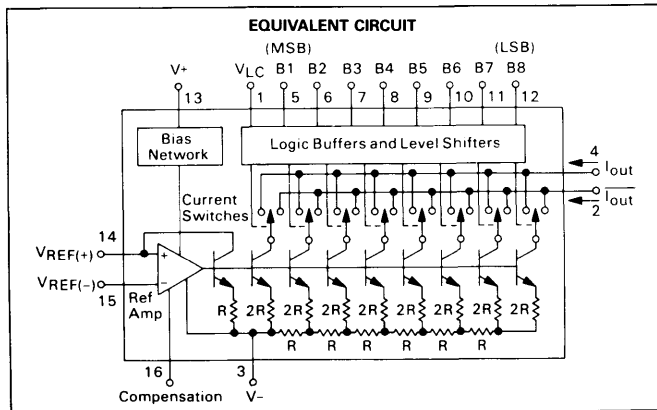 EQUIVALENT CIRCUIT
(MSB) (LSB)
V+ VLC B1 B2 B3 B4 B5 B6 B7 B8
13 1 5 6 7 8 9 10 11 12
Bias Network
Logic Buffers and Level Shifters
4
Iout
Iout
2
Current Switches
14
VREF(+)
+
VREF(-)
−
15
Ref Amp
R 2R 2R 2R 2R 2R 2R 2R 2R
R R R R R
16 3
Compensation V-